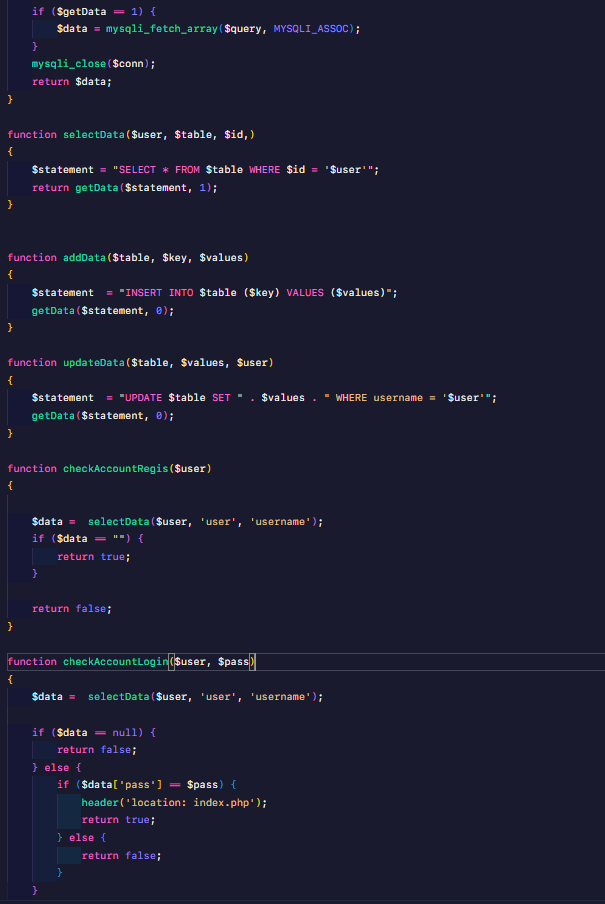 if ($getData == 1) {
$data = mysqli_fetch_array($query, MYSQLI_ASSOC);
}
mysqli_close($conn);
return $data;
}
function selectData($user, $table, $id,)
{
$statement = "SELECT * FROM $table WHERE $id = '$user'";
return getData($statement, 1);
}
function addData($table, $key, $values)
{
$statement  = "INSERT INTO $table ($key) VALUES ($values)";
getData($statement, 0);
}
function updateData($table, $values, $user)
{
$statement  = "UPDATE $table SET " . $values . " WHERE username = '$user'";
getData($statement, 0);
}
function checkAccountRegis($user)
{
$data =  selectData($user, 'user', 'username');
if ($data == "") {
return true;
}
return false;
}
function checkAccountLogin($user, $pass)
{
$data =  selectData($user, 'user', 'username');
if ($data == null) {
return false;
} else {
if ($data['pass'] == $pass) {
header('location: index.php');
return true;
} else {
return false;
}
}